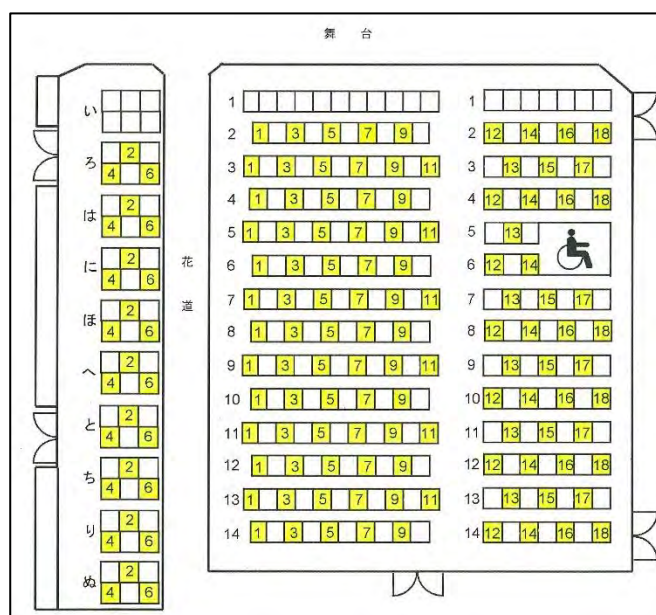 舞 台
い
ろ 2 4 6
は 2 4 6
に 2 4 6
ほ 2 4 6
へ 2 4 6
と 2 4 6
ち 2 4 6
り 2 4 6
ぬ 2 4 6
花
道
1 1
2 1 3 5 7 9 2 12 14 16 18
3 1 3 5 7 9 11 3 13 15 17
4 1 3 5 7 9 4 12 14 16 18
5 1 3 5 7 9 11 5 13
6 1 3 5 7 9 6 12 14
7 1 3 5 7 9 11 7 13 15 17
8 1 3 5 7 9 8 12 14 16 18
9 1 3 5 7 9 11 9 13 15 17
10 1 3 5 7 9 10 12 14 16 18
11 1 3 5 7 9 11 11 13 15 17
12 1 3 5 7 9 12 12 14 16 18
13 1 3 5 7 9 11 13 13 15 17
14 1 3 5 7 9 14 12 14 16 18